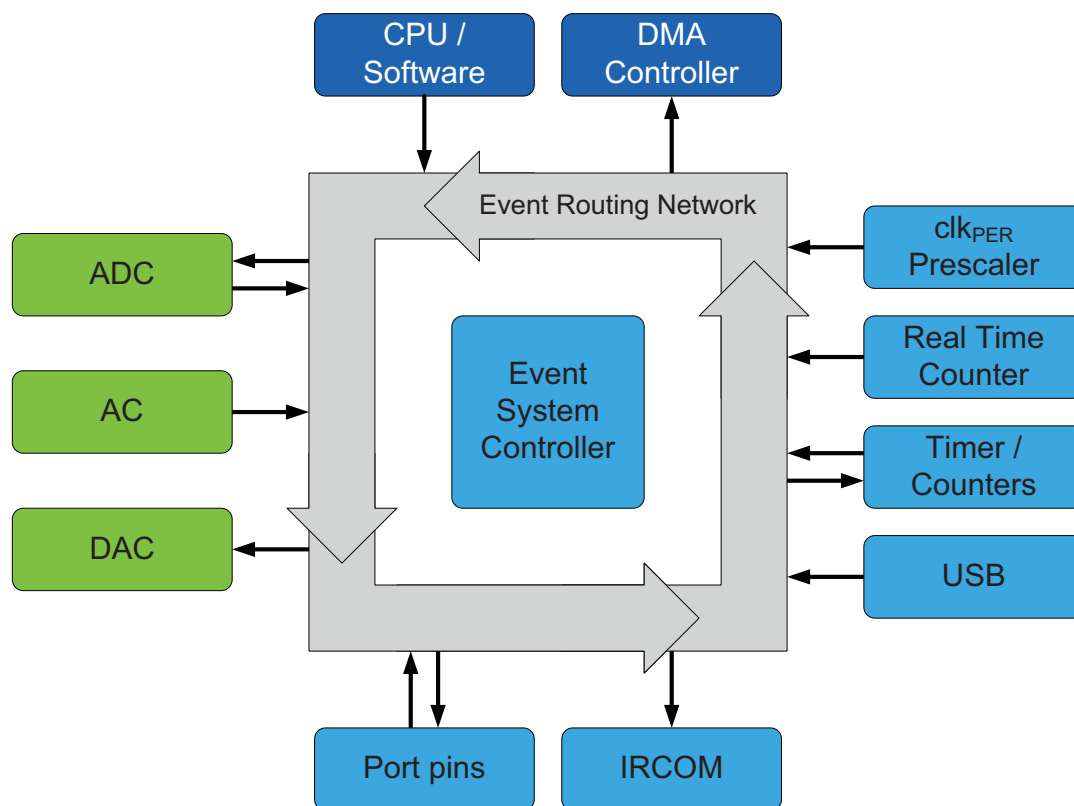 CPU /
Software
DMA
Controller
Event Routing Network
clkPER
Prescaler
ADC
Real Time
Counter
Event
System
Controller
AC
Timer /
Counters
DAC
USB
Port pins
IRCOM